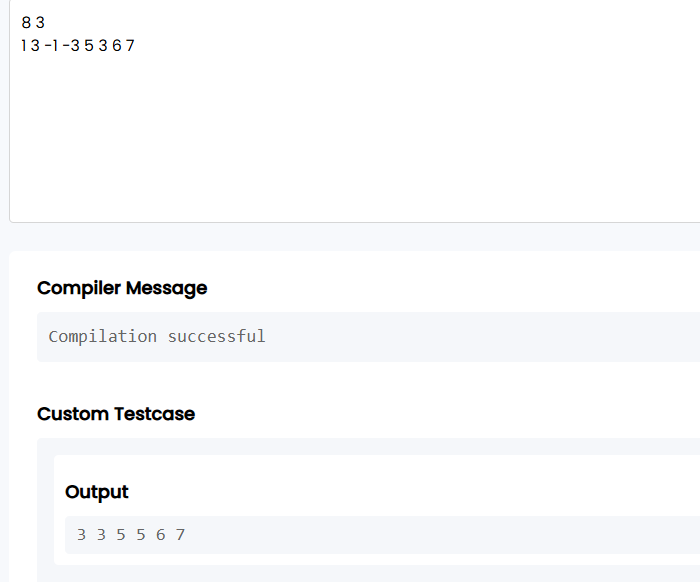 8 3
1 3 -1 -3 5 3 6 7
Compiler Message
Compilation successful
Custom Testcase
Output
3 3 5 5 6 7